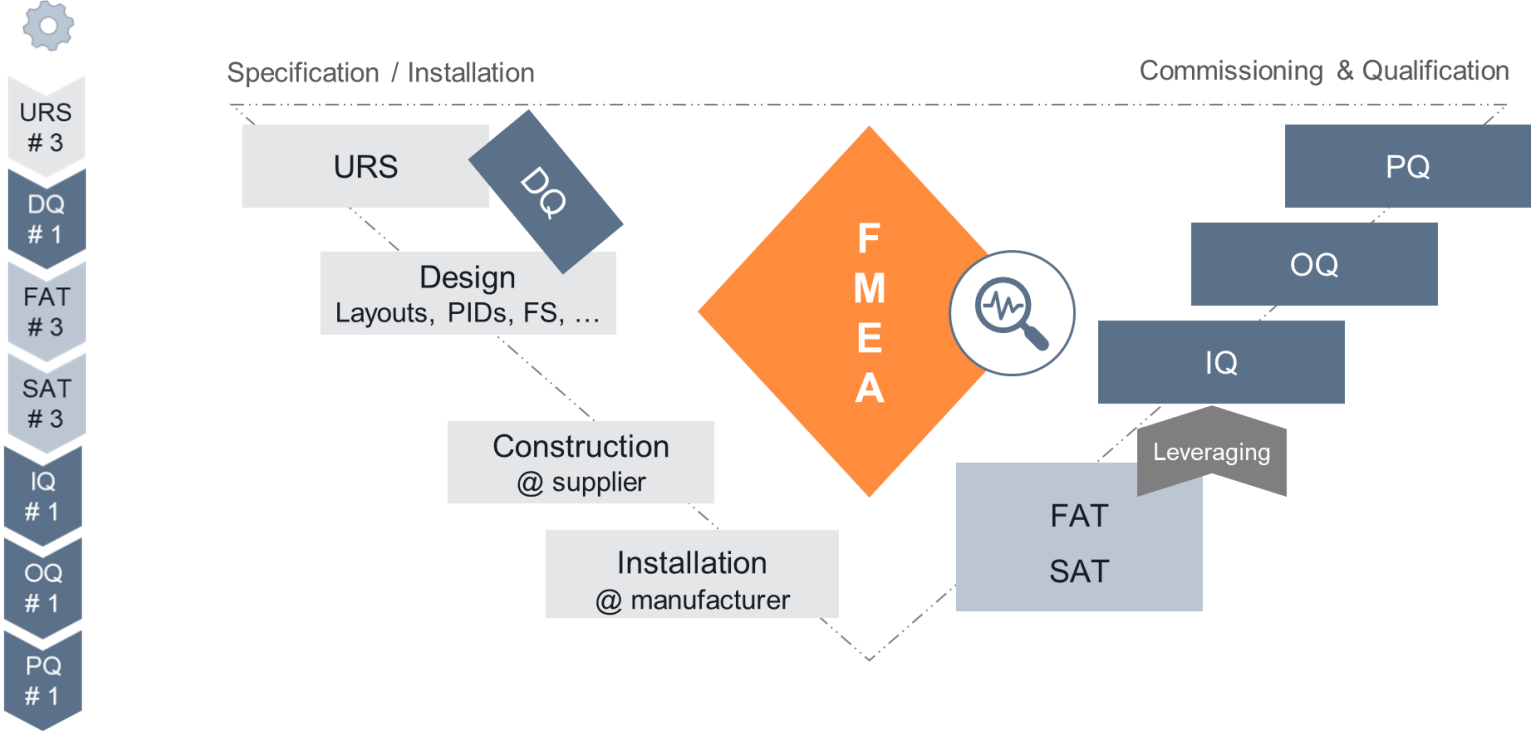 URS
# 3
DQ
# 1
FAT
# 3
SAT
# 3
IQ
# 1
OQ
# 1
PQ
# 1
Specification / Installation
Commissioning & Qualification
URS
DQ
Design
Layouts, PIDs, FS, …
Construction
@ supplier
Installation
@ manufacturer
F
M
E
A
PQ
OQ
IQ
Leveraging
FAT
SAT